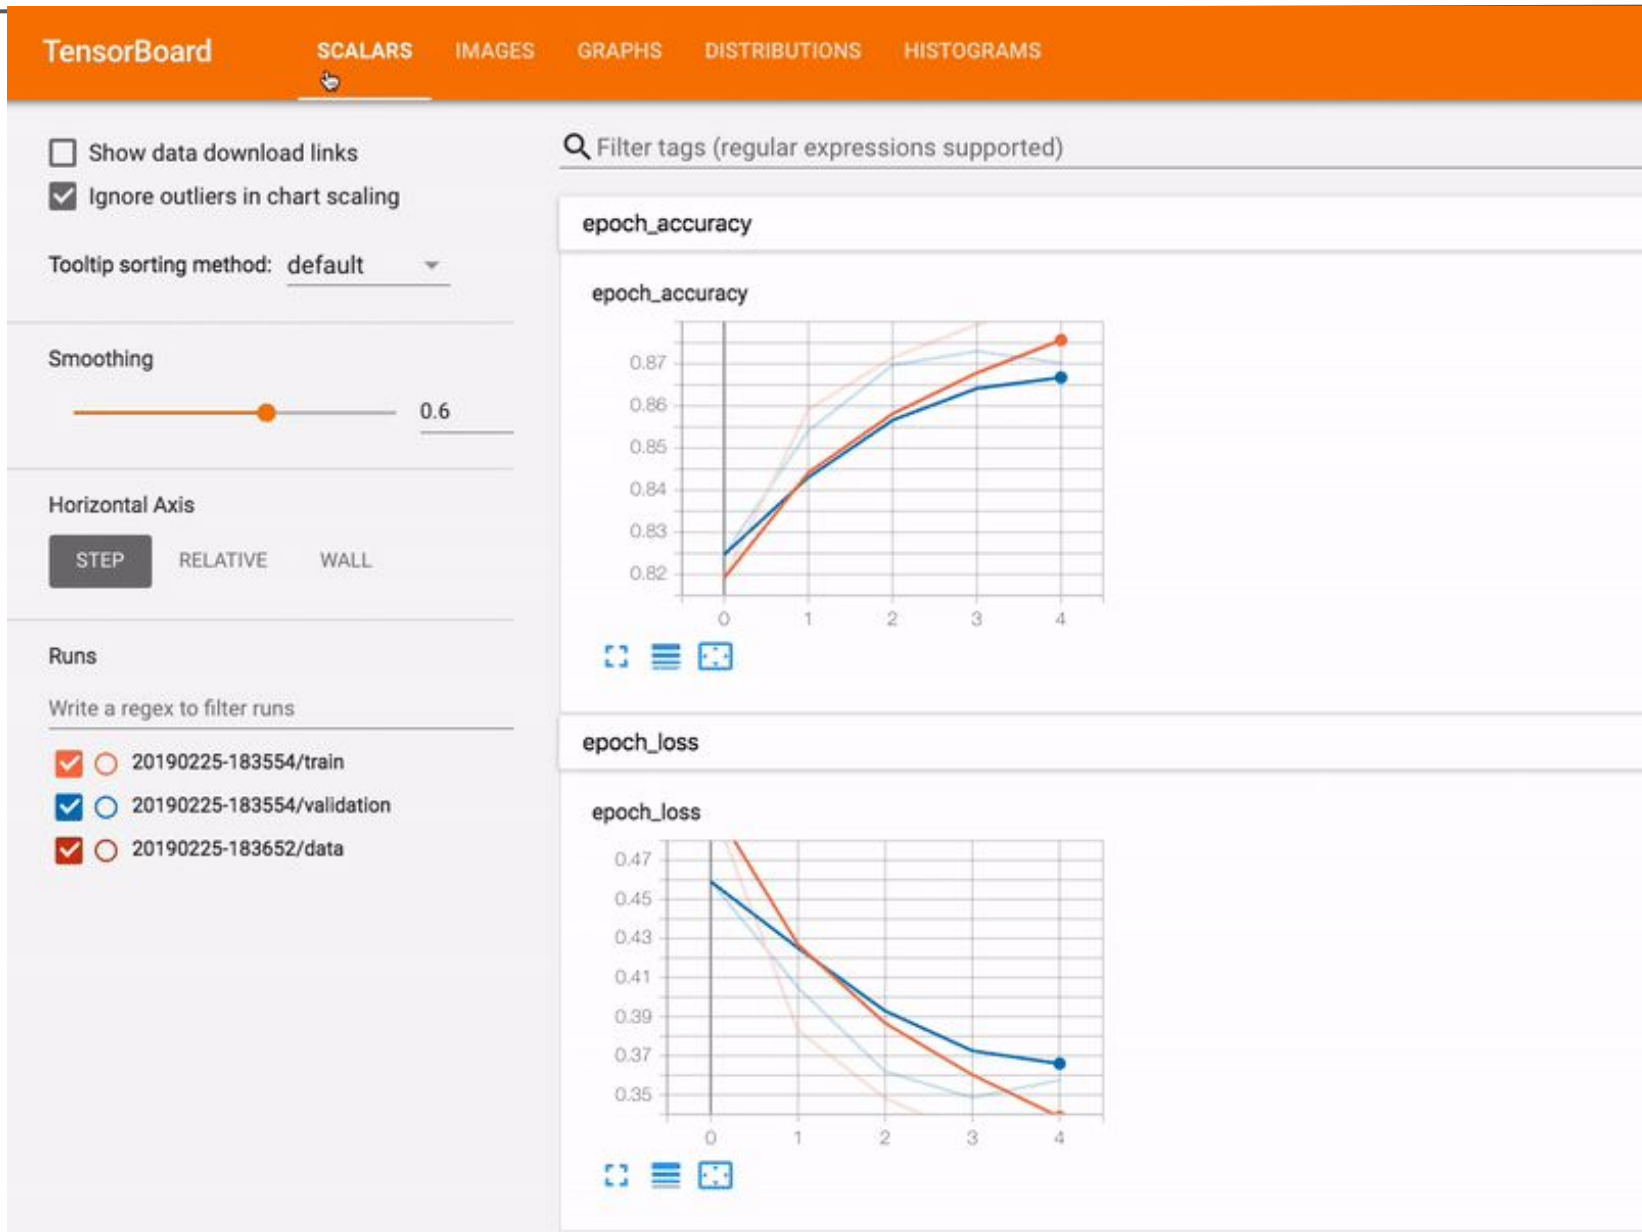 TensorBoard SCALARS IMAGES GRAPHS DISTRIBUTIONS HISTOGRAMS
Show data download links
Ignore outliers in chart scaling
Tooltip sorting method: default
Smoothing
0.6
Horizontal Axis
STEP RELATIVE WALL
Runs
Write a regex to filter runs
20190225-183554/train
20190225-183554/validation
20190225-183652/data
Filter tags (regular expressions supported)
epoch_accuracy
epoch_accuracy
0.87
0.86
0.85
0.84
0.83
0.82
0 1 2 3 4
epoch_loss
epoch_loss
0.47
0.45
0.43
0.41
0.39
0.37
0.35
0 1 2 3 4